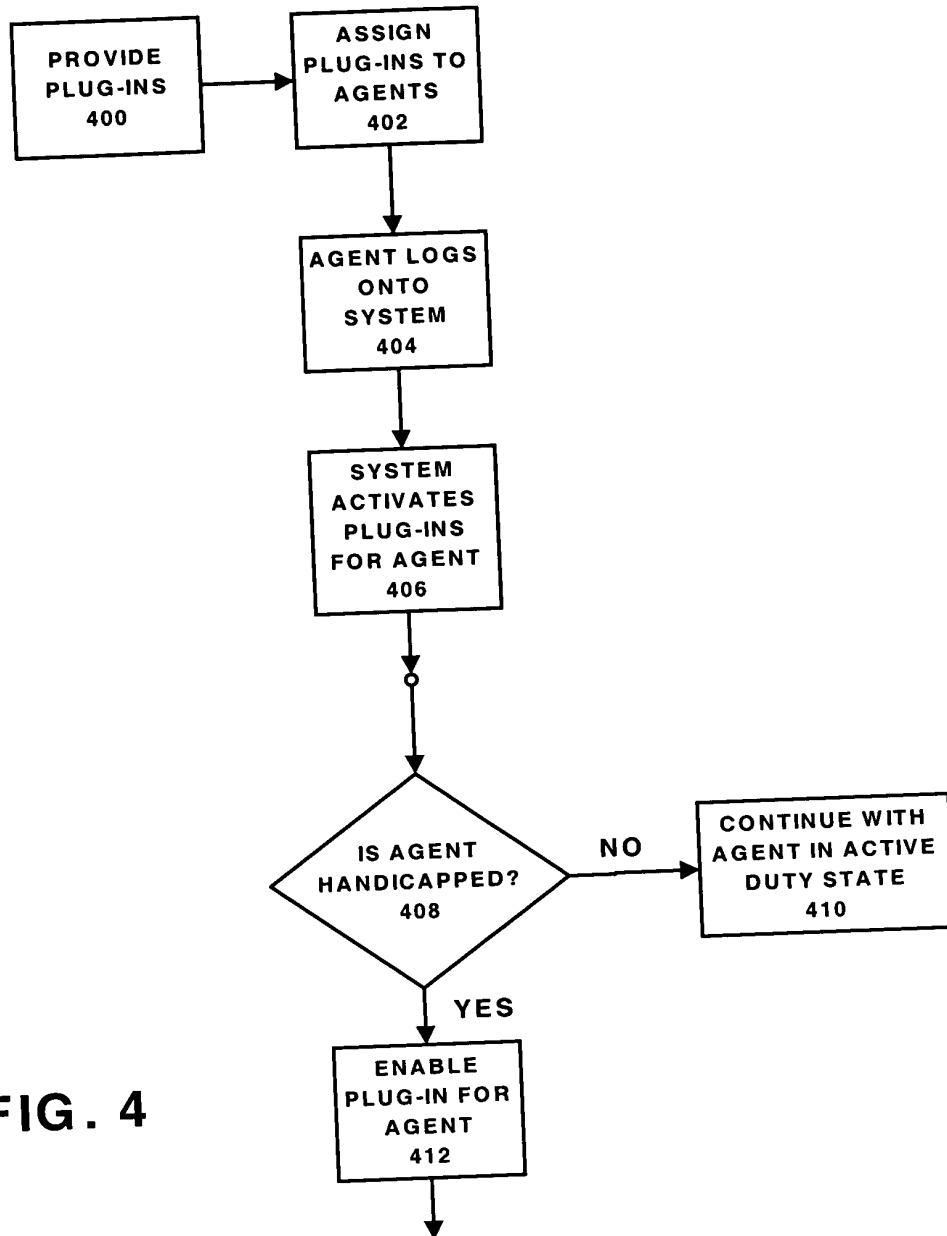 PROVIDE
PLUG-INS
400
ASSIGN
PLUG-INS TO
AGENTS
402
AGENT LOGS
ONTO
SYSTEM
404
SYSTEM
ACTIVATES
PLUG-INS
FOR AGENT
406
IS AGENT
HANDICAPPED?
408
NO
CONTINUE WITH
AGENT IN ACTIVE
DUTY STATE
410
YES
ENABLE
PLUG-IN FOR
AGENT
412
FIG. 4